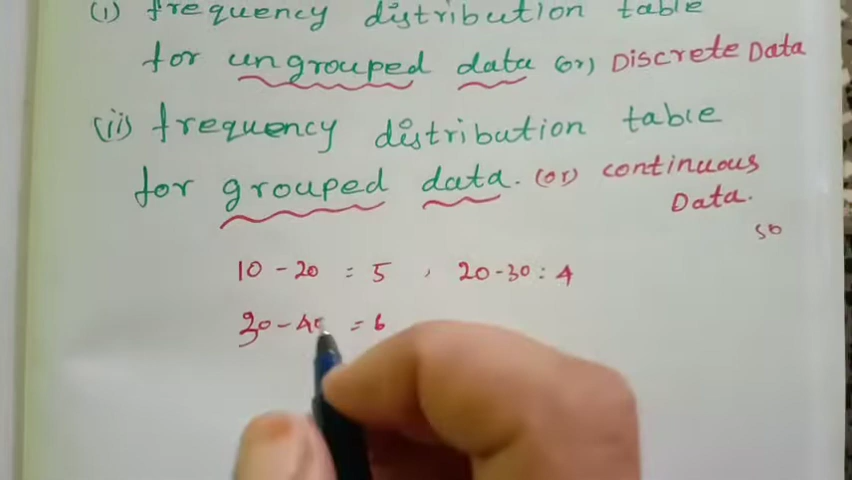 (i) frequency distribution table
for ungrouped data (or) Discrete Data
(ii) frequency distribution table
for grouped data. (or) continuous
Data.
so
10 - 20 = 5 , 20 - 30 : 4
30 - 40 = 6